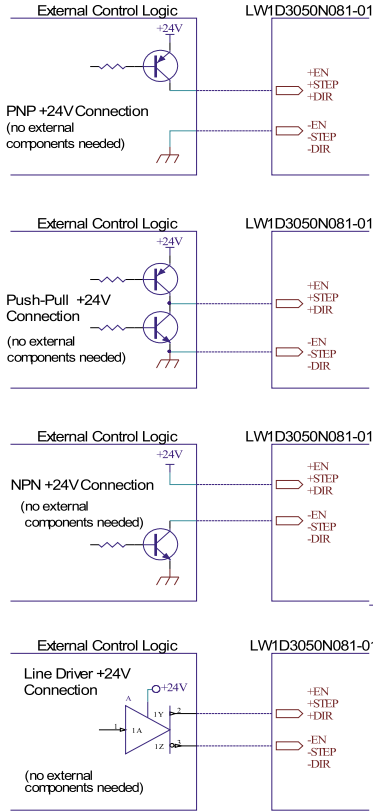 External Control Logic
LW1D3050N081-01
+24V
+EN
+STEP
+DIR
PNP +24V Connection
(no external
components needed)
-EN
-STEP
-DIR
External Control Logic
LW1D3050N081-01
+24V
+EN
+STEP
+DIR
Push-Pull +24V
Connection
(no external
components needed)
-EN
-STEP
-DIR
External Control Logic
LW1D3050N081-01
+24V
+EN
+STEP
+DIR
NPN +24V Connection
(no external
components needed)
-EN
-STEP
-DIR
External Control Logic
LW1D3050N081-01
Line Driver +24V
Connection
+24V
A
1
1A
1Y
2
1Z
3
+EN
+STEP
+DIR
-EN
-STEP
-DIR
(no external
components needed)